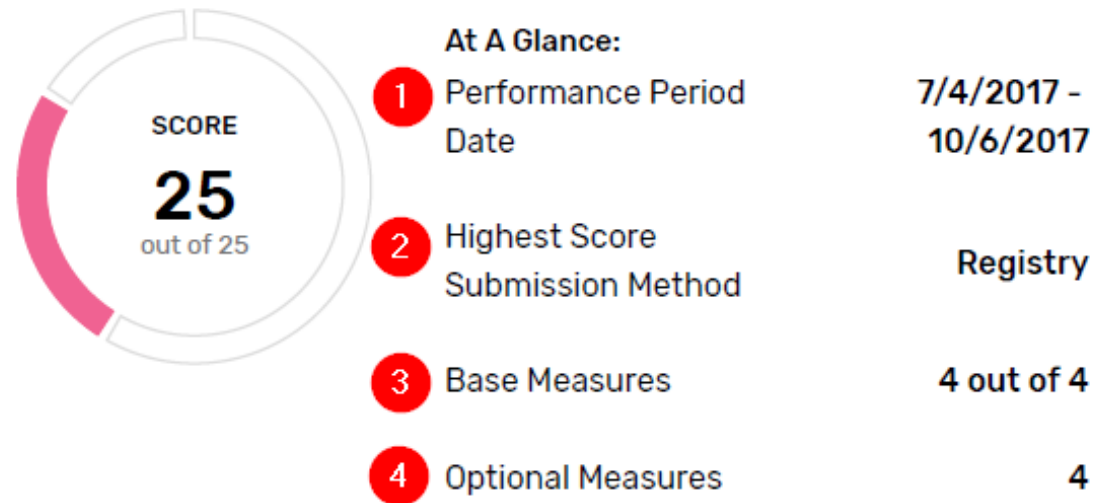 SCORE
25
out of 25
At A Glance:
1 Performance Period 7/4/2017 -
Date 10/6/2017
2 Highest Score
Submission Method Registry
3 Base Measures 4 out of 4
4 Optional Measures 4